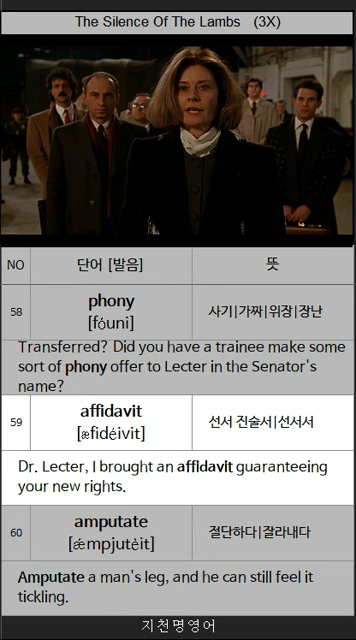 The Silence Of The Lambs (3X)
NO 단어 [발음] 뜻
58 phony 사기|가짜|위장|장난
[fóuni]
Transferred? Did you have a trainee make some
sort of phony offer to Lecter in the Senator's
name?
59 affidavit 선서 진술서|선서서
[æfidéivit]
Dr. Lecter, I brought an affidavit guaranteeing
your new rights.
60 amputate 절단하다|잘라내다
[ǽmpjutèit]
Amputate a man's leg, and he can still feel it
tickling.
지천명영어